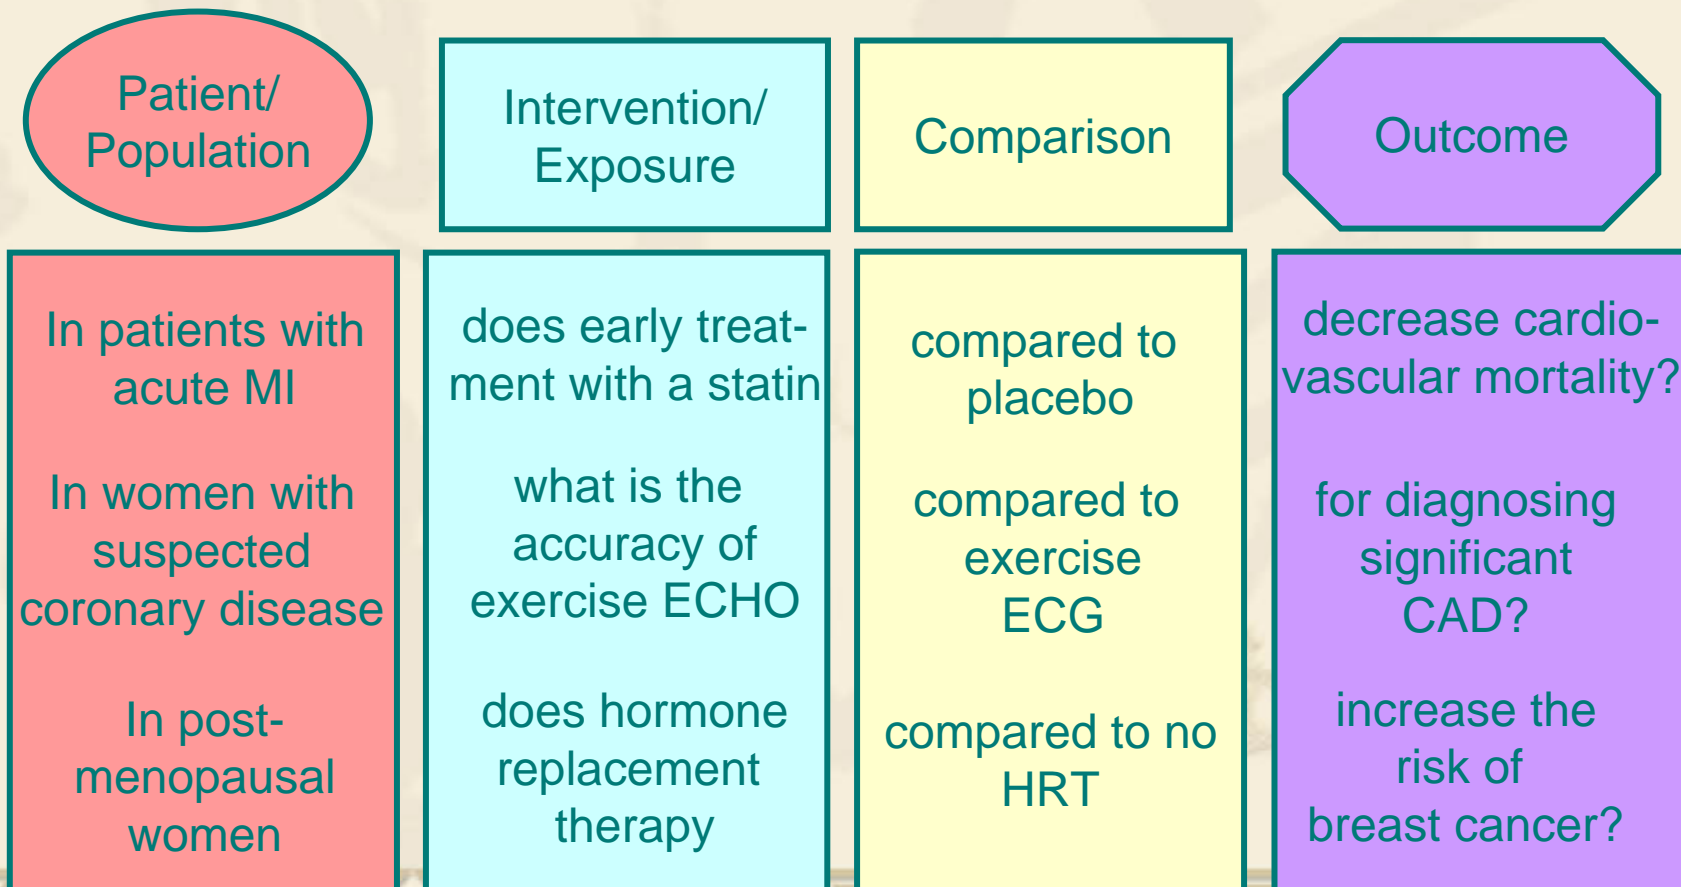 Patient/
Population
Intervention/
Exposure
Comparison
Outcome
In patients with
acute MI
does early treat-
ment with a statin
compared to
placebo
decrease cardio-
vascular mortality?
In women with
suspected
coronary disease
what is the
accuracy of
exercise ECHO
compared to
exercise
ECG
for diagnosing
significant
CAD?
In post-
menopausal
women
does hormone
replacement
therapy
compared to no
HRT
increase the
risk of
breast cancer?